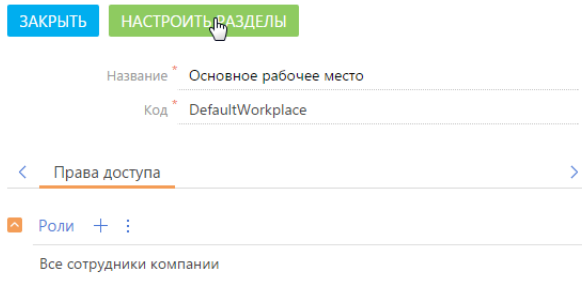 ЗАКРЫТЬ
НАСТРОИТЬ РАЗДЕЛЫ
Название * Основное рабочее место
Код * DefaultWorkplace
Права доступа
Роли
Все сотрудники компании